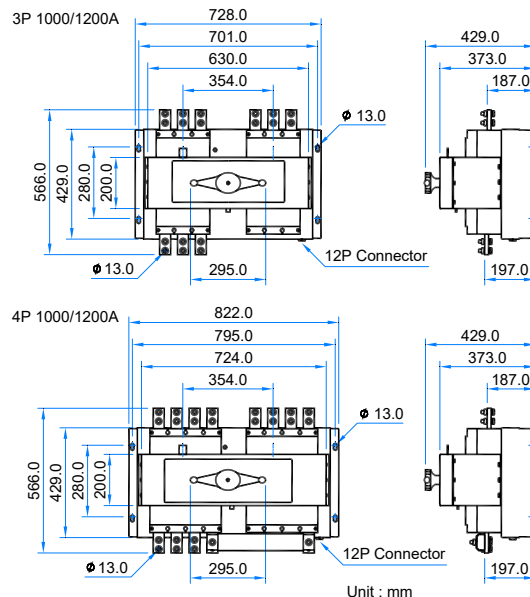 3P 1000/1200A
728.0
701.0
630.0
354.0
429.0
373.0
187.0
ϕ 13.0
566.0
429.0
280.0
200.0
ϕ 13.0
295.0
12P Connector
197.0
4P 1000/1200A
822.0
795.0
724.0
354.0
429.0
373.0
187.0
ϕ 13.0
566.0
429.0
280.0
200.0
ϕ 13.0
295.0
12P Connector
197.0
Unit : mm